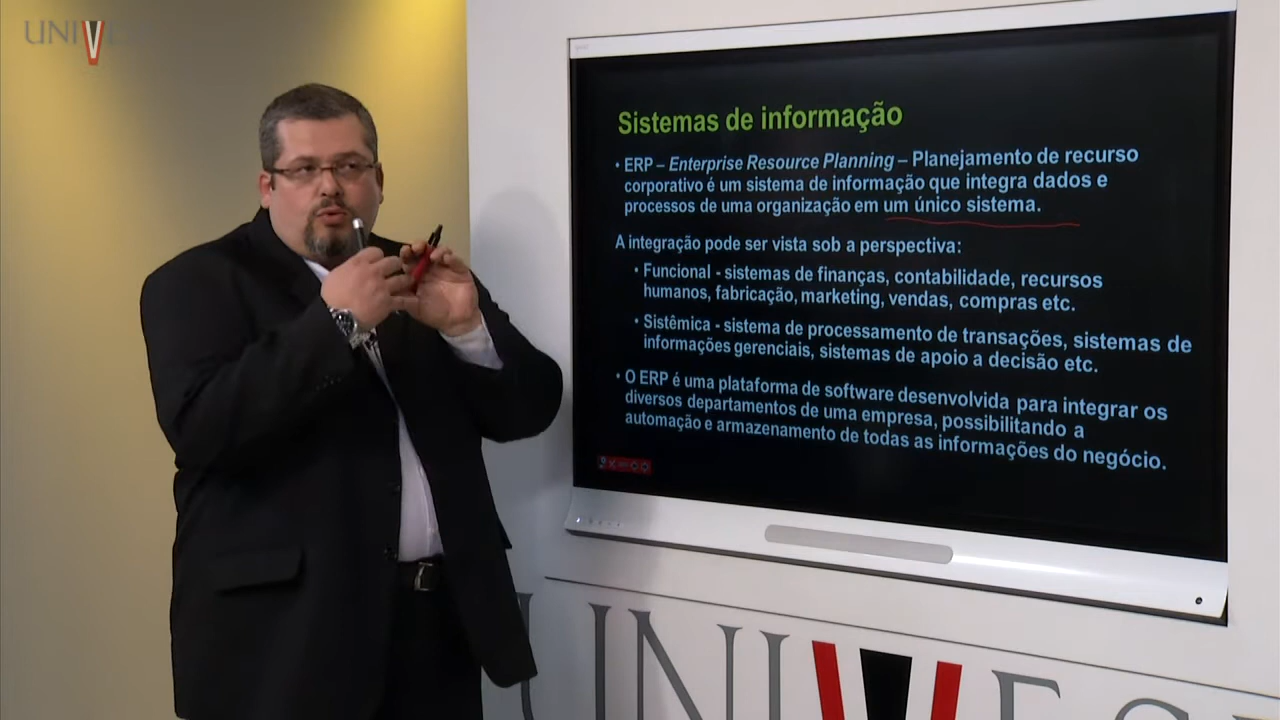 UNIVES
Sistemas de informação
• ERP – Enterprise Resource Planning – Planejamento de recurso
corporativo é um sistema de informação que integra dados e
processos de uma organização em um único sistema.
A integração pode ser vista sob a perspectiva:
• Funcional - sistemas de finanças, contabilidade, recursos
humanos, fabricação, marketing, vendas, compras etc.
• Sistêmica - sistema de processamento de transações, sistemas de
informações gerenciais, sistemas de apoio a decisão etc.
• O ERP é uma plataforma de software desenvolvida para integrar os
diversos departamentos de uma empresa, possibilitando a
automação e armazenamento de todas as informações do negócio.
UNIVES